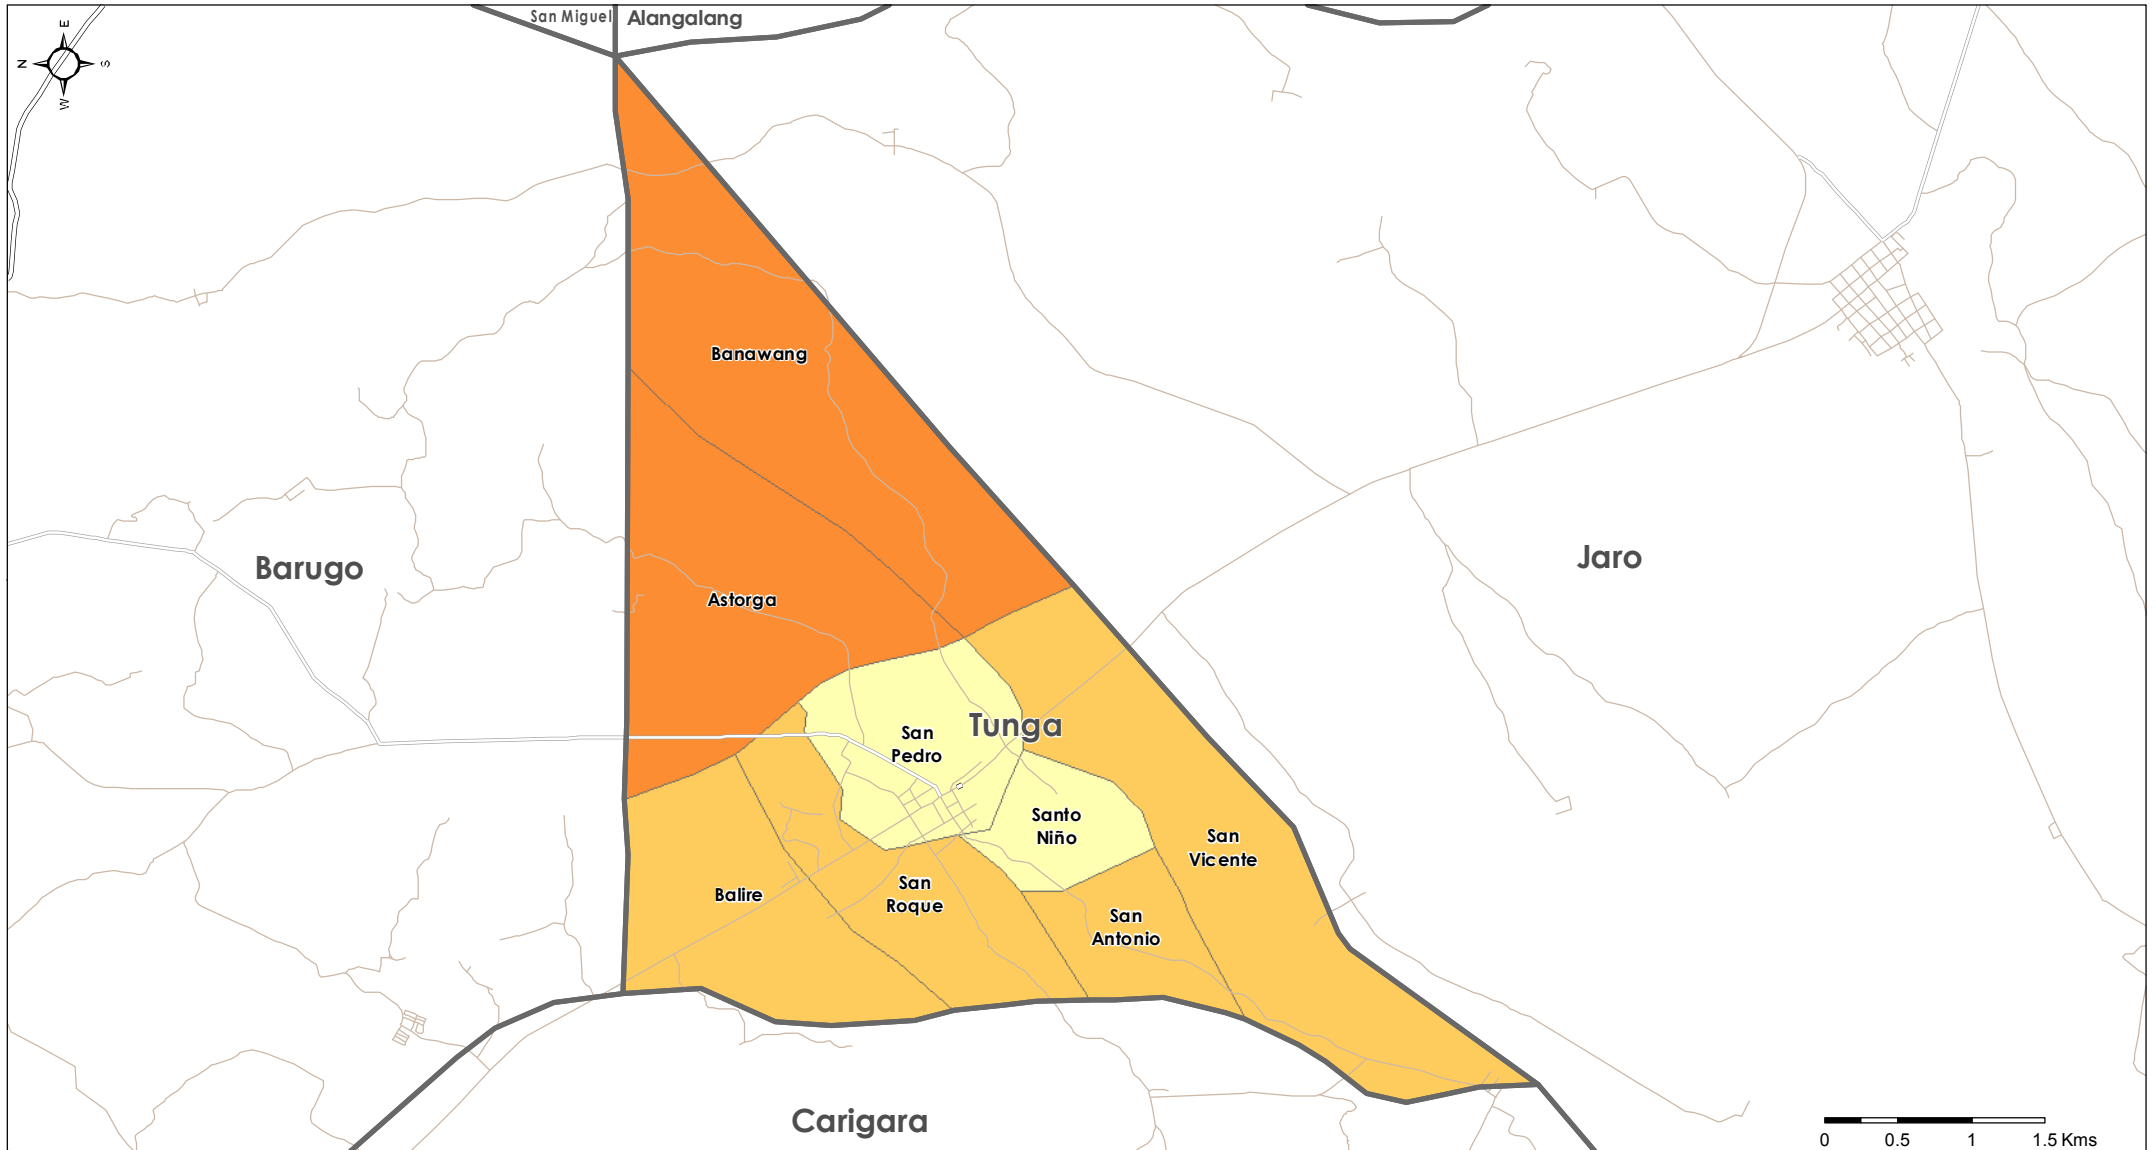 San Miguel
Alangalang
E
N
S
W
Banawang
Barugo
Jaro
Astorga
Tunga
San
Pedro
Santo
Niño
San
Vicente
Balire
San
Roque
San
Antonio
Carigara
0 0.5 1 1.5 Kms